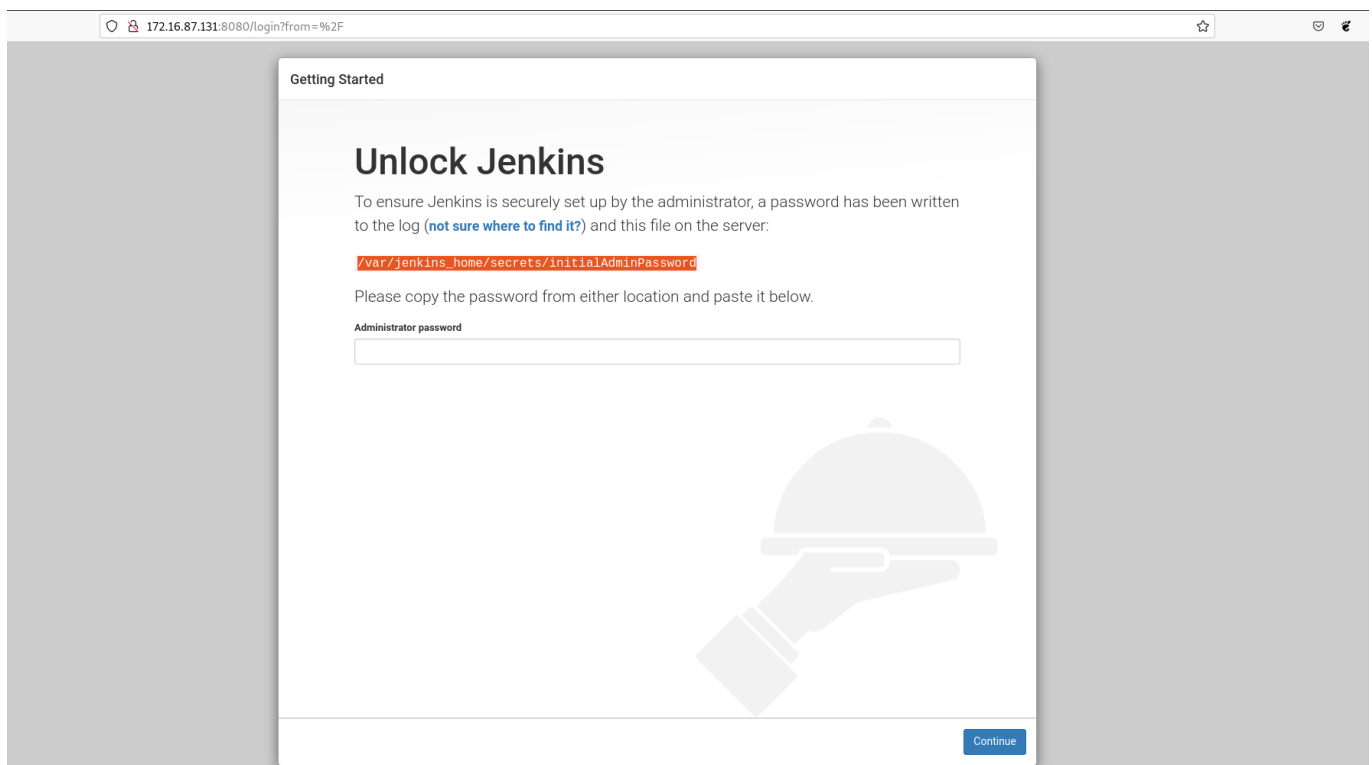 172.16.87.131:8080/login?from=%2F
Getting Started
Unlock Jenkins
To ensure Jenkins is securely set up by the administrator, a password has been written
to the log (not sure where to find it?) and this file on the server:
/var/jenkins_home/secrets/initialAdminPassword
Please copy the password from either location and paste it below.
Administrator password
Continue